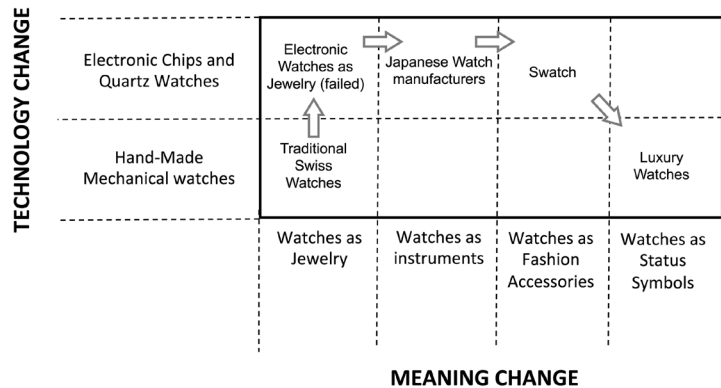 TECHNOLOGY CHANGE
Electronic Chips and
Quartz Watches
Electronic
Watches as
Jewelry (failed)
Japanese Watch
manufacturers
Swatch
Hand-Made
Mechanical watches
Traditional
Swiss
Watches
Luxury
Watches
Watches as
Jewelry
Watches as
instruments
Watches as
Fashion
Accessories
Watches as
Status
Symbols
MEANING CHANGE